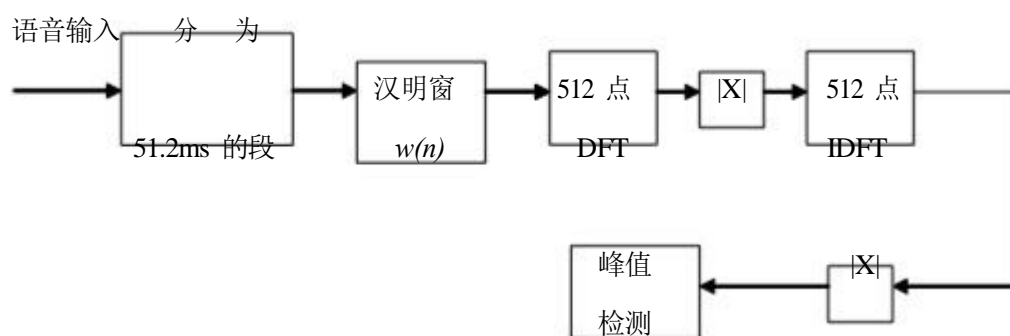 语音输入
分 为
51.2ms 的段
汉明窗
w(n)
512 点
DFT
|X|
512 点
IDFT
|X|
峰值
检测